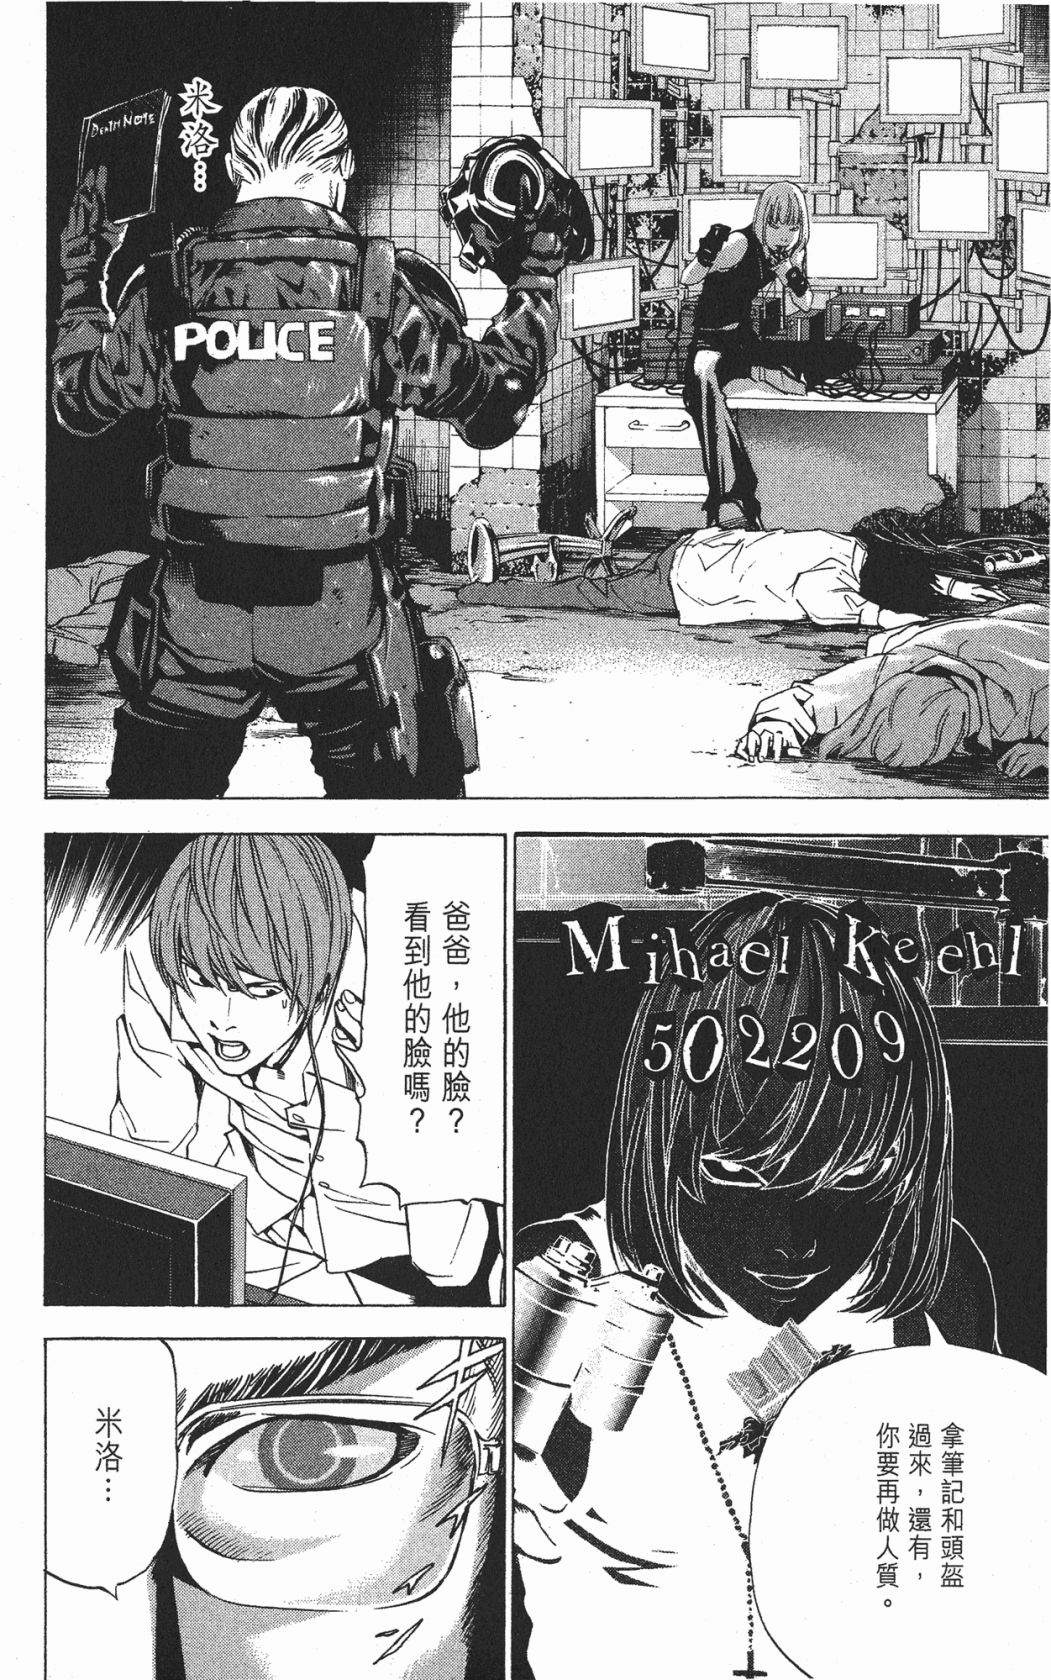 米洛…
DEATH NOTE
POLICE
Mihael Keehl
502209
拿筆記和頭盔
過來，還有，
你要再做人質。
爸爸，他的臉？
看到他的臉嗎？
米洛…